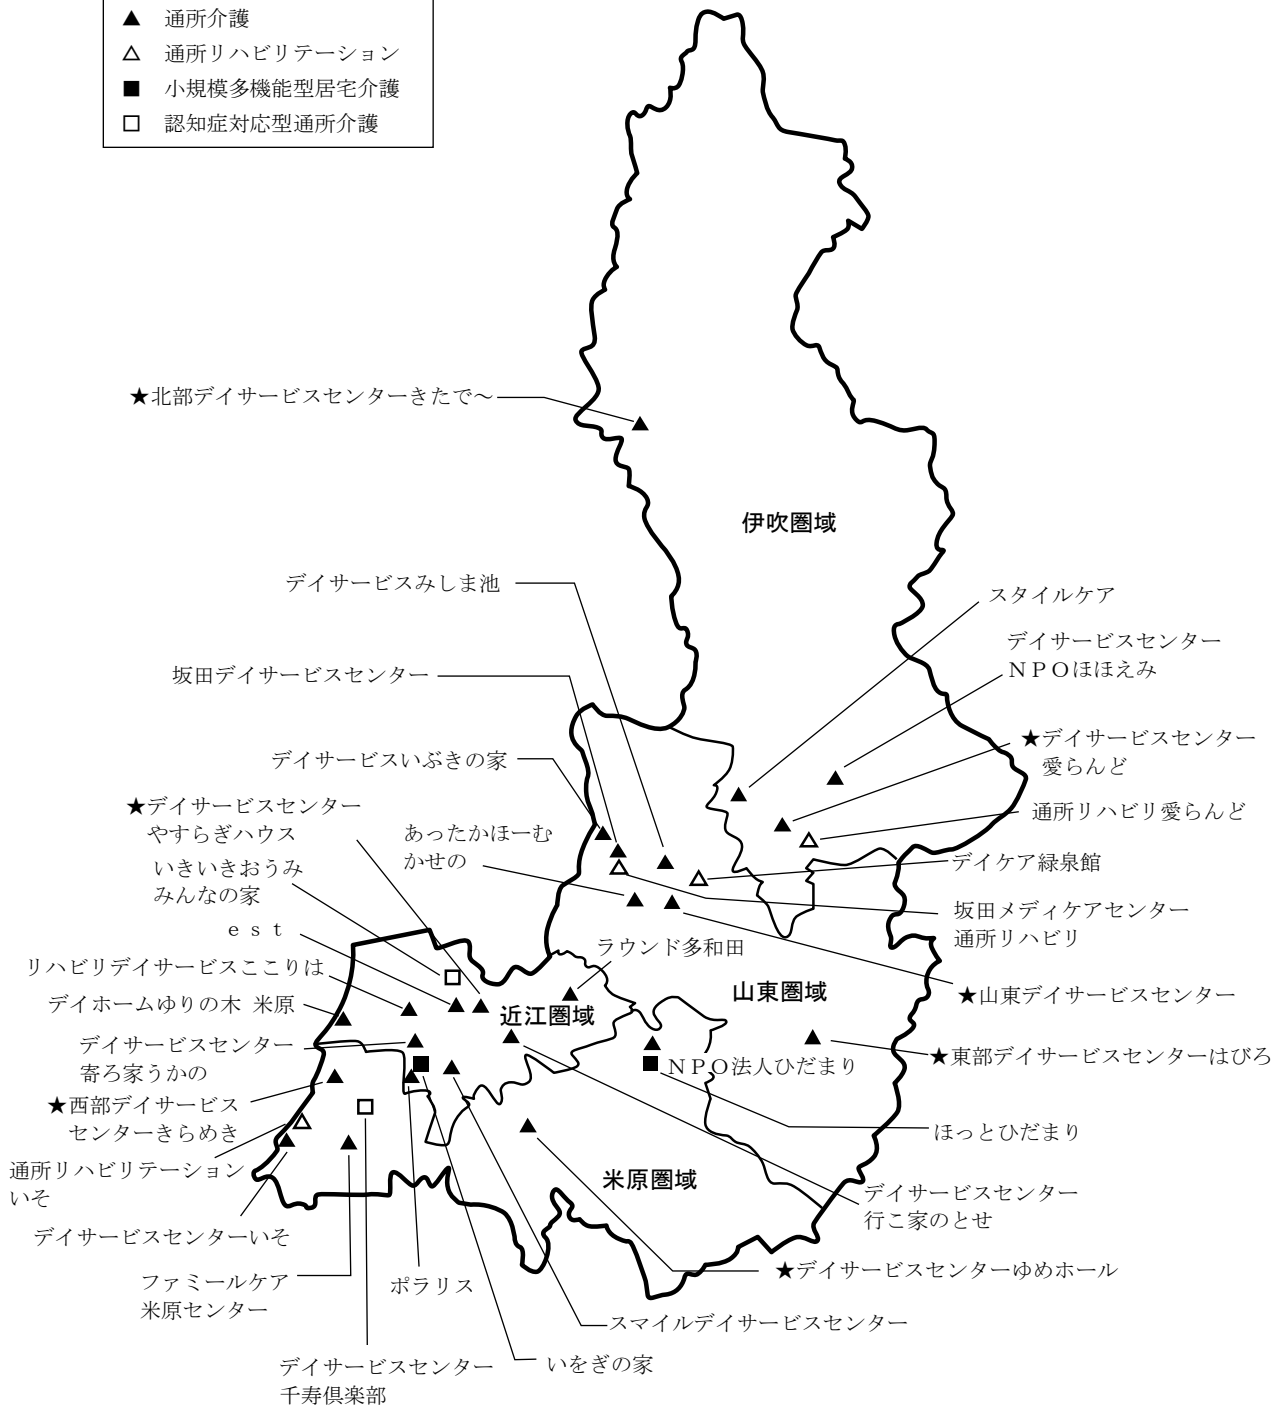 ▲ 通所介護
△ 通所リハビリテーション
■ 小規模多機能型居宅介護
□ 認知症対応型通所介護
★北部デイサービスセンターきたで～
伊吹圏域
デイサービスみしま池
スタイルケア
デイサービスセンター
ＮＰＯほほえみ
坂田デイサービスセンター
★デイサービスセンター
愛らんど
デイサービスいぶきの家
★デイサービスセンター
やすらぎハウス
通所リハビリ愛らんど
あったかほーむ
かせの
いきいきおうみ
みんなの家
デイケア緑泉館
坂田メディケアセンター
通所リハビリ
ｅｓｔ
ラウンド多和田
リハビリデイサービスここりは
山東圏域
★山東デイサービスセンター
デイホームゆりの木 米原
近江圏域
デイサービスセンター
寄ろ家うかの
★東部デイサービスセンターはびろ
ＮＰＯ法人ひだまり
★西部デイサービス
センターきらめき
ほっとひだまり
通所リハビリテーション
いそ
米原圏域
デイサービスセンター
行こ家のとせ
デイサービスセンターいそ
ファミールケア
米原センター
ポラリス
★デイサービスセンターゆめホール
スマイルデイサービスセンター
いをぎの家
デイサービスセンター
千寿倶楽部